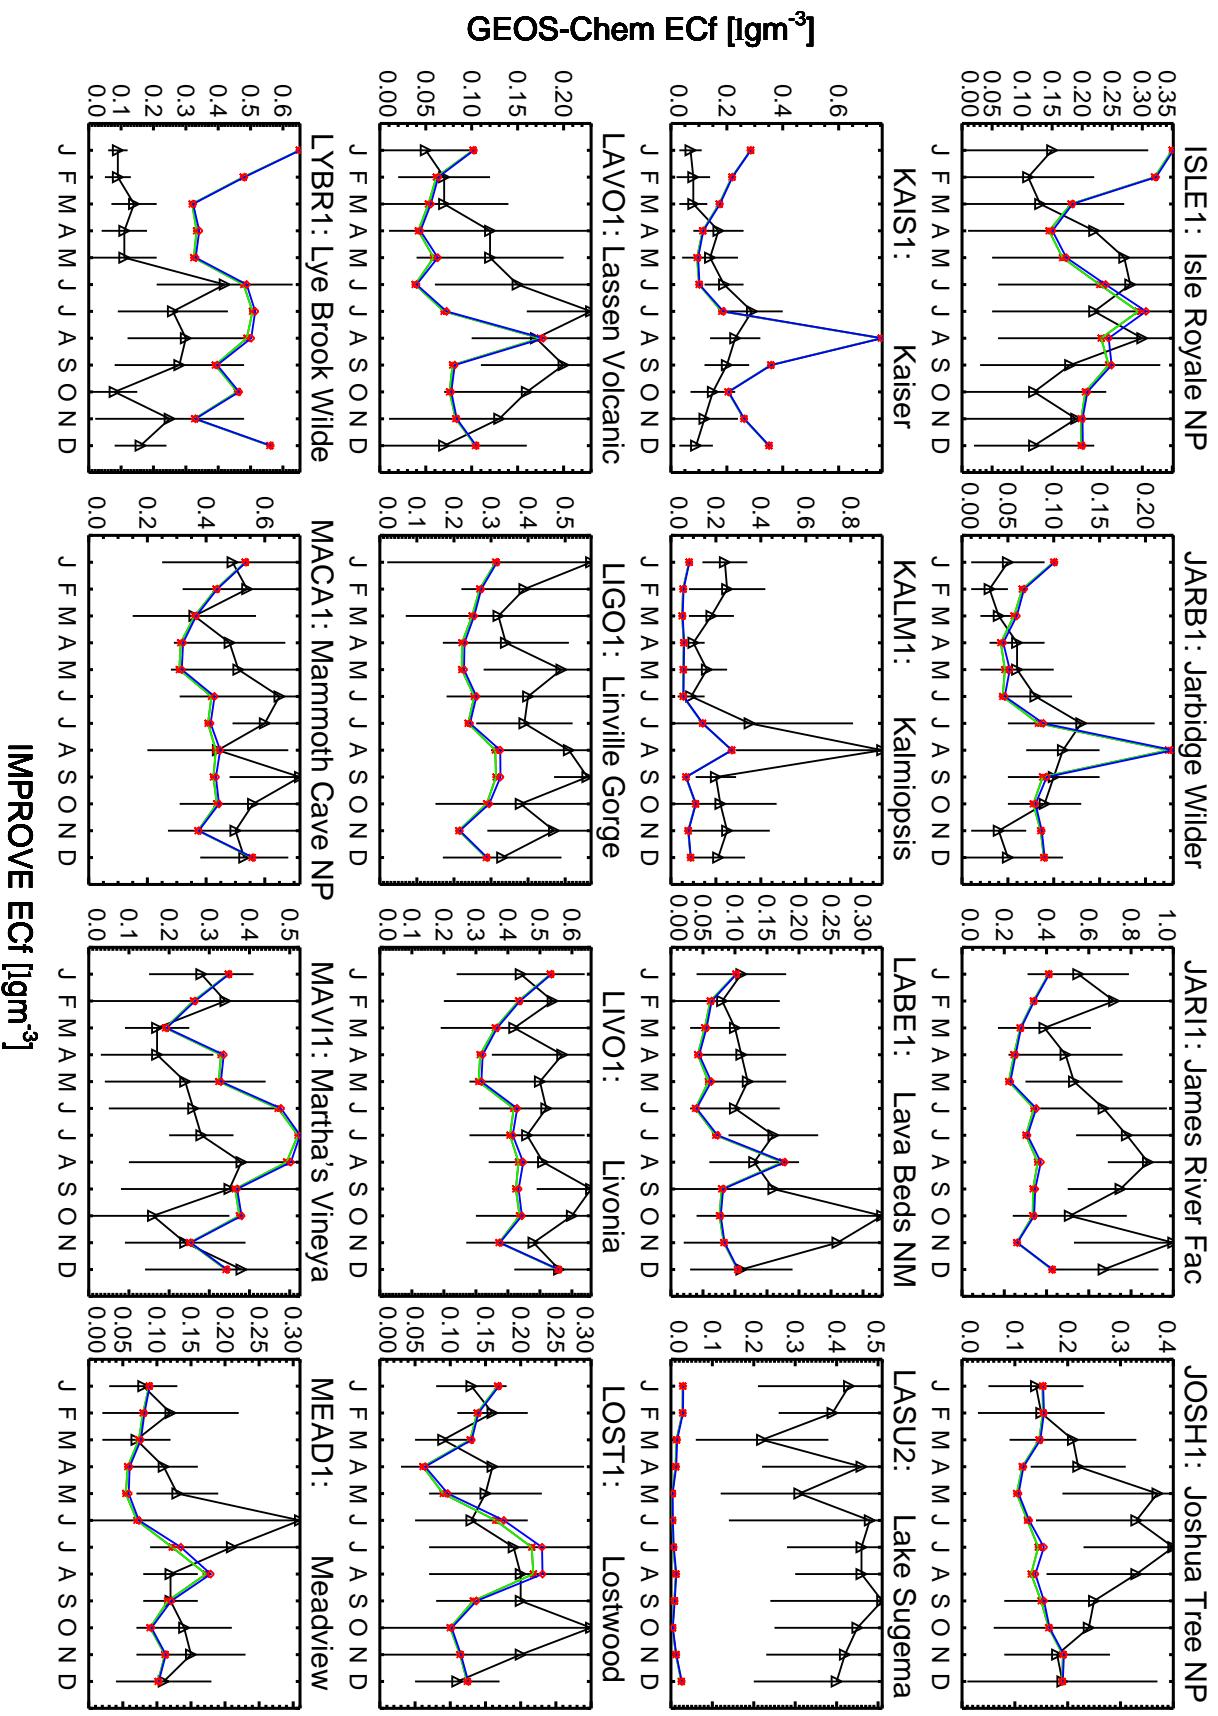 GEOS-Chem ECf [ìgm-3]
ISLE1: Isle Royale NP
0.35
0.30
0.25
0.20
0.15
0.10
0.05
0.00
J F M A M J J A S O N D
JARB1: Jarbidge Wilder
0.20
0.15
0.10
0.05
0.00
J F M A M J J A S O N D
JARI1: James River Fac
1.0
0.8
0.6
0.4
0.2
0.0
J F M A M J J A S O N D
JOSH1: Joshua Tree NP
0.4
0.3
0.2
0.1
0.0
J F M A M J J A S O N D
KAIS1: Kaiser
0.6
0.4
0.2
0.0
J F M A M J J A S O N D
KALM1: Kalmiopsis
0.8
0.6
0.4
0.2
0.0
J F M A M J J A S O N D
LABE1: Lava Beds NM
0.30
0.25
0.20
0.15
0.10
0.05
0.00
J F M A M J J A S O N D
LASU2: Lake Sugema
0.5
0.4
0.3
0.2
0.1
0.0
J F M A M J J A S O N D
LAVO1: Lassen Volcanic
0.20
0.15
0.10
0.05
0.00
J F M A M J J A S O N D
LIGO1: Linville Gorge
0.5
0.4
0.3
0.2
0.1
0.0
J F M A M J J A S O N D
LIVO1: Livonia
0.6
0.5
0.4
0.3
0.2
0.1
0.0
J F M A M J J A S O N D
LOST1: Lostwood
0.30
0.25
0.20
0.15
0.10
0.05
0.00
J F M A M J J A S O N D
LYBR1: Lye Brook Wilde
0.6
0.5
0.4
0.3
0.2
0.1
0.0
J F M A M J J A S O N D
MACA1: Mammoth Cave NP
0.6
0.4
0.2
0.0
J F M A M J J A S O N D
MAVI1: Martha's Vineya
0.5
0.4
0.3
0.2
0.1
0.0
J F M A M J J A S O N D
MEAD1: Meadview
0.30
0.25
0.20
0.15
0.10
0.05
0.00
J F M A M J J A S O N D
IMPROVE ECf [ìgm-3]